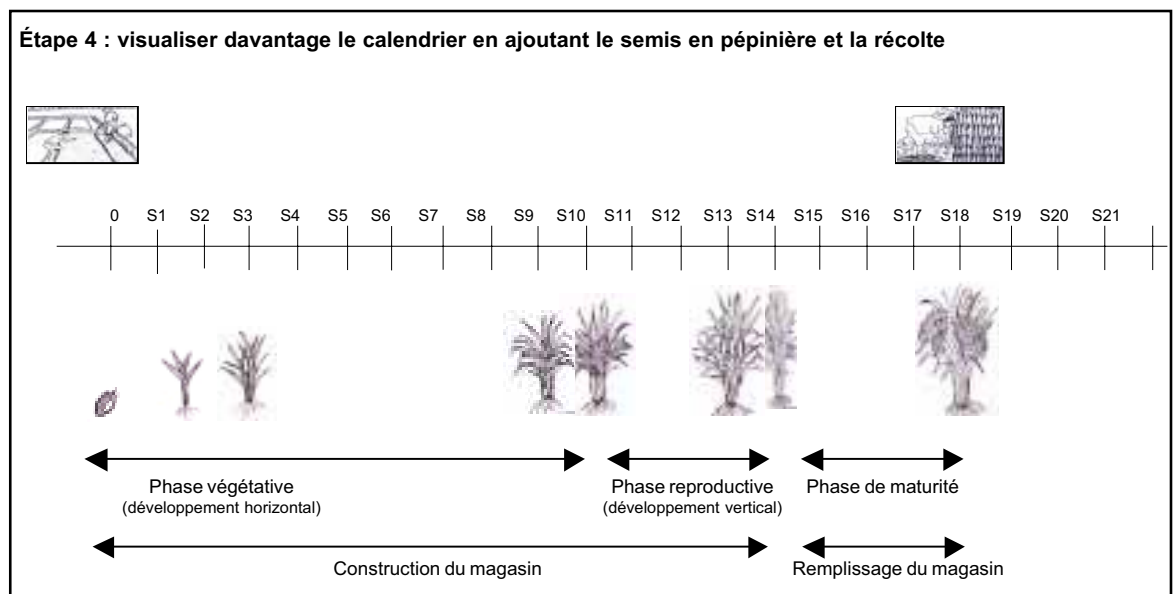 Étape 4 : visualiser davantage le calendrier en ajoutant le semis en pépinière et la récolte
0 S1 S2 S3 S4 S5 S6 S7 S8 S9 S10 S11 S12 S13 S14 S15 S16 S17 S18 S19 S20 S21
Phase végétative
(développement horizontal)
Phase reproductive
(développement vertical)
Phase de maturité
Construction du magasin
Remplissage du magasin